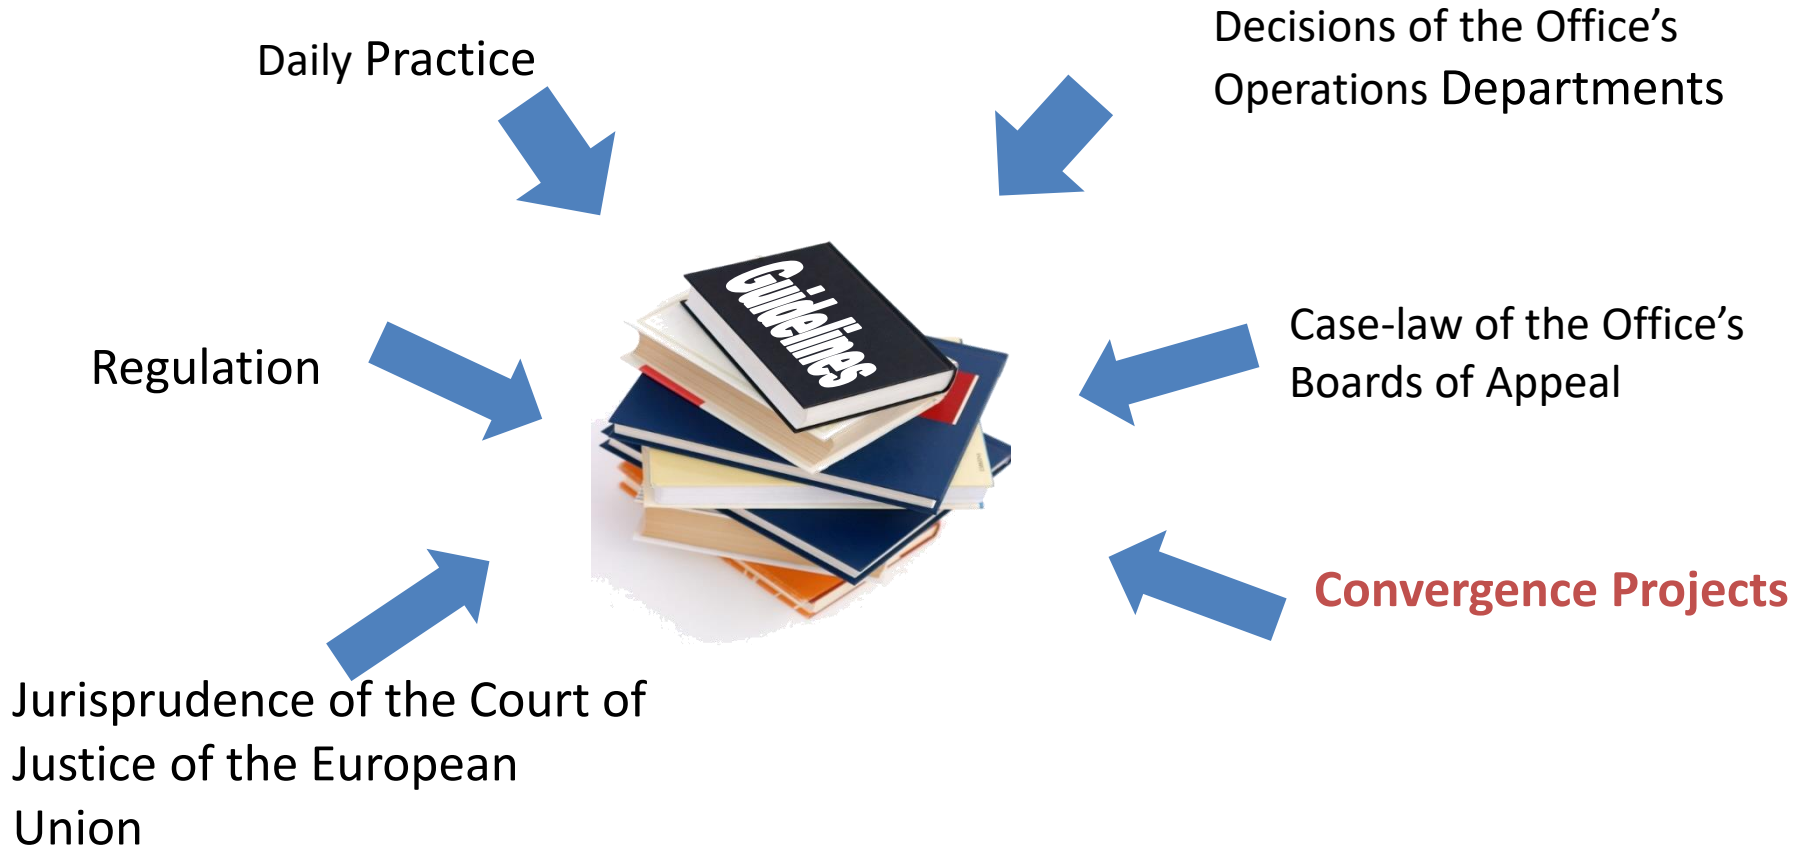 Daily Practice
Decisions of the Office’s
Operations Departments
Guidelines
Regulation
Case-law of the Office’s
Boards of Appeal
Convergence Projects
Jurisprudence of the Court of
Justice of the European
Union